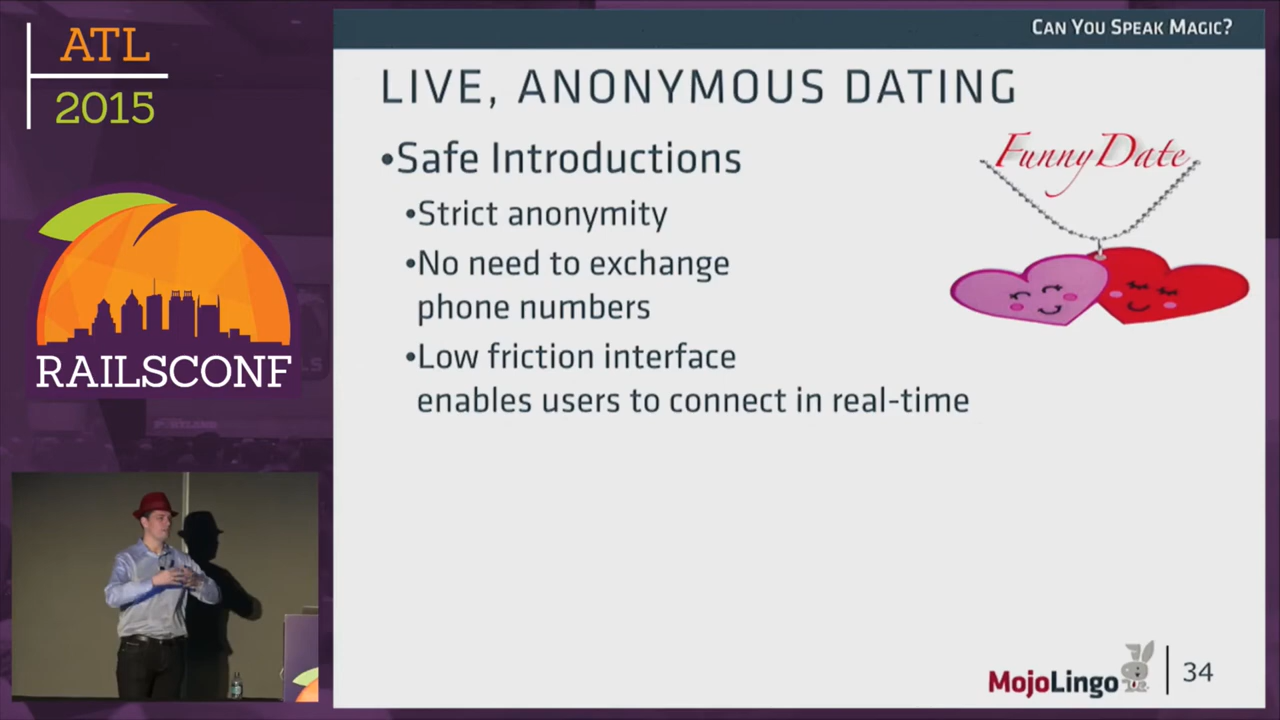 ATL
2015
RAILSCONF
CAN YOU SPEAK MAGIC?
LIVE, ANONYMOUS DATING
•Safe Introductions
•Strict anonymity
•No need to exchange
phone numbers
•Low friction interface
enables users to connect in real-time
FunnyDate
MojoLingo
34